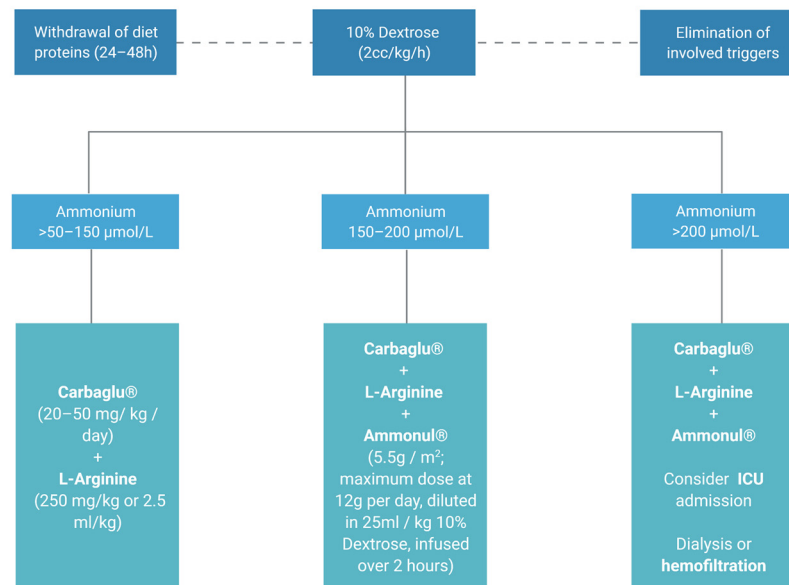 Withdrawal of diet
proteins (24–48h)
10% Dextrose
(2cc/kg/h)
Elimination of
involved triggers
Ammonium
>50–150 µmol/L
Ammonium
150–200 µmol/L
Ammonium
>200 µmol/L
Carbaglu®
(20–50 mg/ kg /
day)
+
L-Arginine
(250 mg/kg or 2.5
ml/kg)
Carbaglu®
+
L-Arginine
+
Ammonul®
(5.5g / m²;
maximum dose at
12g per day, diluted
in 25ml / kg 10%
Dextrose, infused
over 2 hours)
Carbaglu®
+
L-Arginine
+
Ammonul®
Consider ICU
admission
Dialysis or
hemofiltration